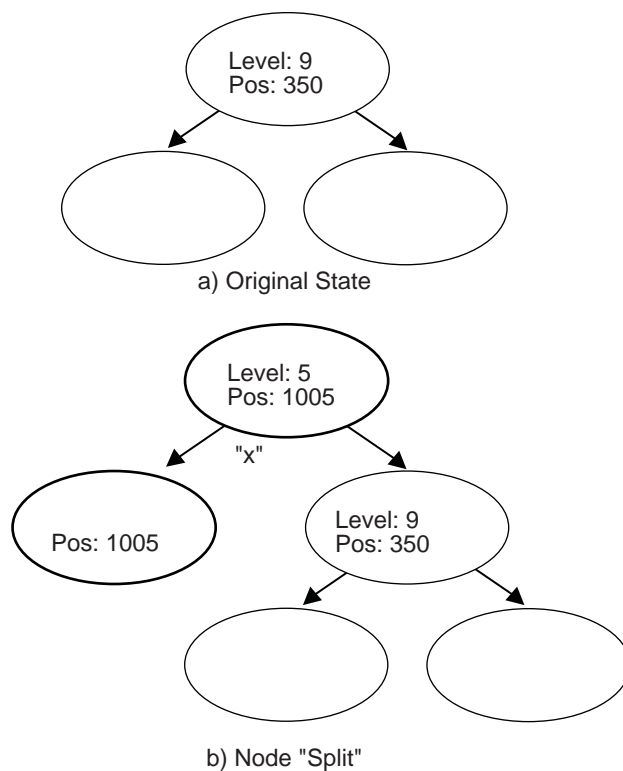 Level: 9
Pos: 350
a) Original State
Level: 5
Pos: 1005
"x"
Pos: 1005
Level: 9
Pos: 350
b) Node "Split"